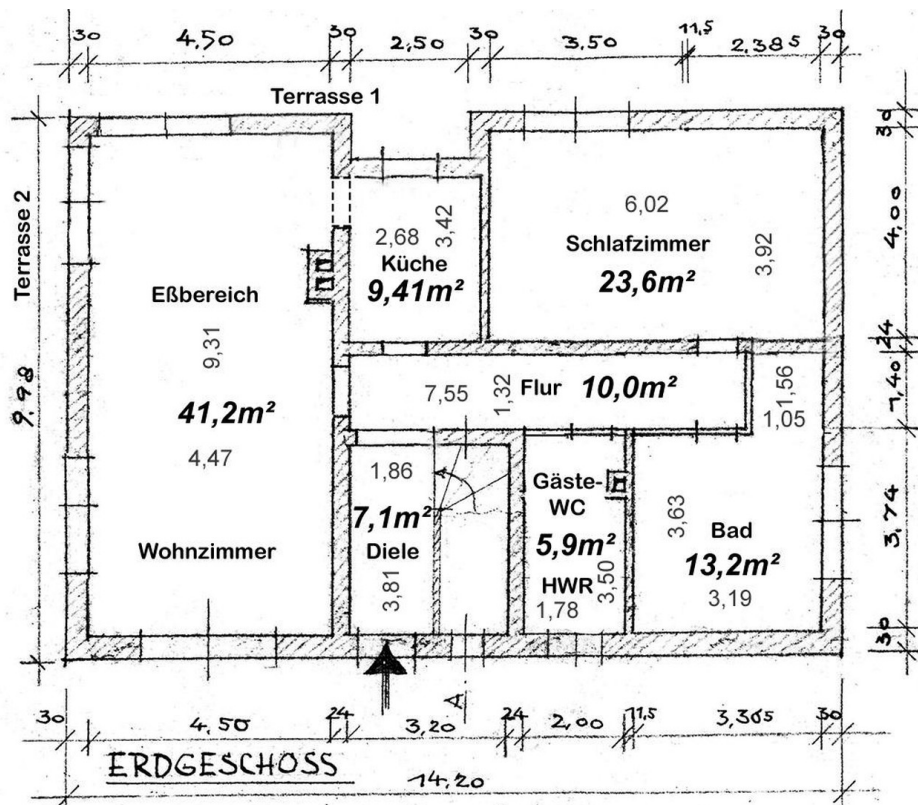 30 4,50 30 2,50 30 3,50 11,5 2,385 30
Terrasse 1
30
4,00
24
1,40
3,74
30
Terrasse 2
9.98
6,02
2,68 3,42
Schlafzimmer
3,92
Küche
23,6m²
9,41m²
Eßbereich
9,31
41,2m²
4,47
Wohnzimmer
7,55 1,32 Flur 10,0m²
1,56
1,05
1,86
7,1m²
Diele
3,81
Gäste-
WC
5,9m²
HWR
3,50
1,78
3,63
Bad
13,2m²
3,19
A
30 4,50 24 3,20 24 2,00 11,5 3,365 30
ERDGESCHOSS
14,20